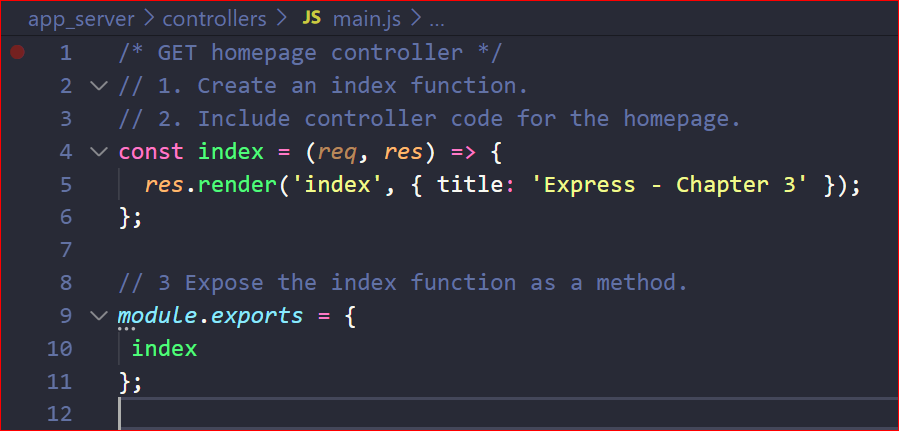 app_server > controllers > JS main.js > ...
1 /* GET homepage controller */
2 // 1. Create an index function.
3 // 2. Include controller code for the homepage.
4 const index = (req, res) => {
5   res.render('index', { title: 'Express - Chapter 3' });
6 };
7
8 // 3 Expose the index function as a method.
9 module.exports = {
10  index
11 };
12